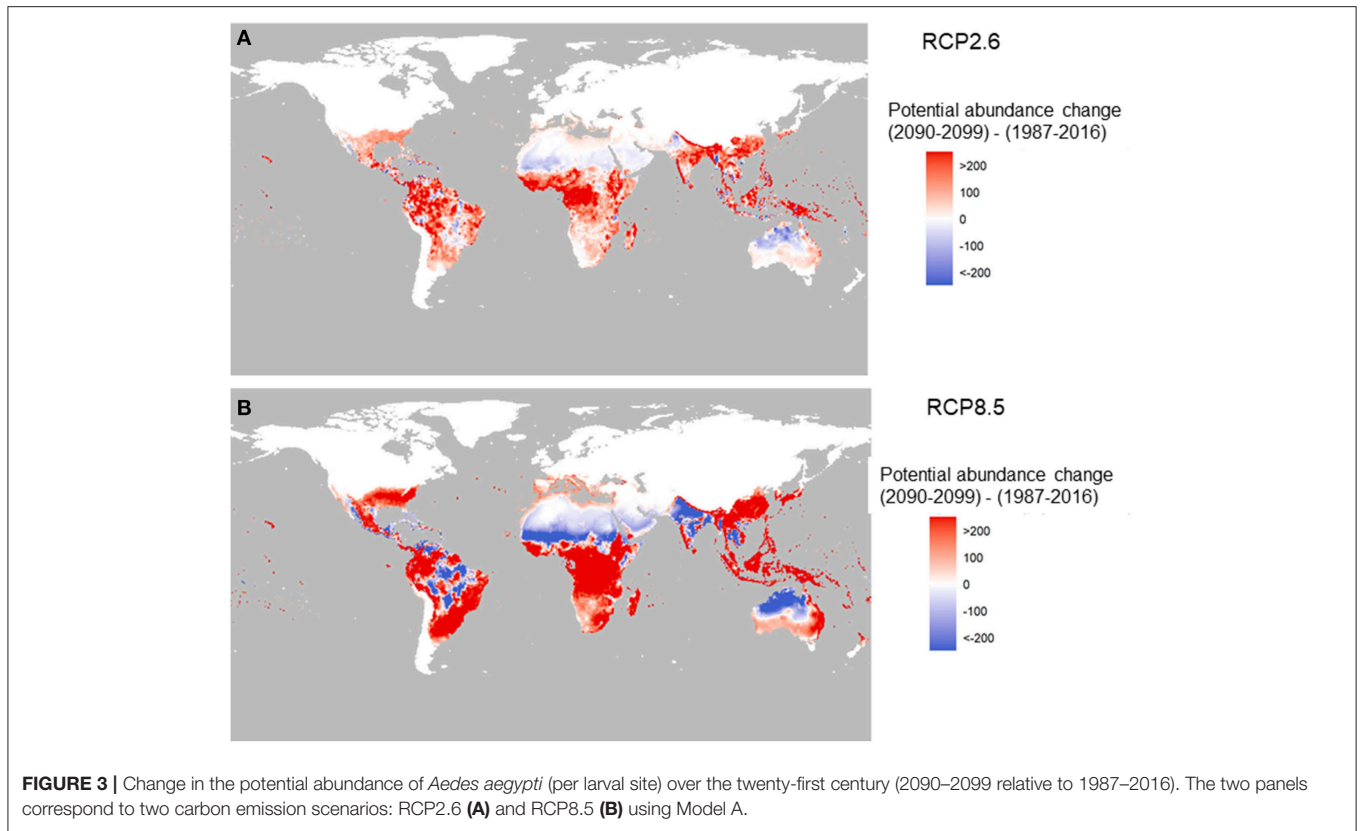 A
RCP2.6
Potential abundance change
(2090-2099) - (1987-2016)
>200
100
0
-100
<-200
B
RCP8.5
Potential abundance change
(2090-2099) - (1987-2016)
>200
100
0
-100
<-200
FIGURE 3 | Change in the potential abundance of Aedes aegypti (per larval site) over the twenty-first century (2090–2099 relative to 1987–2016). The two panels
correspond to two carbon emission scenarios: RCP2.6 (A) and RCP8.5 (B) using Model A.